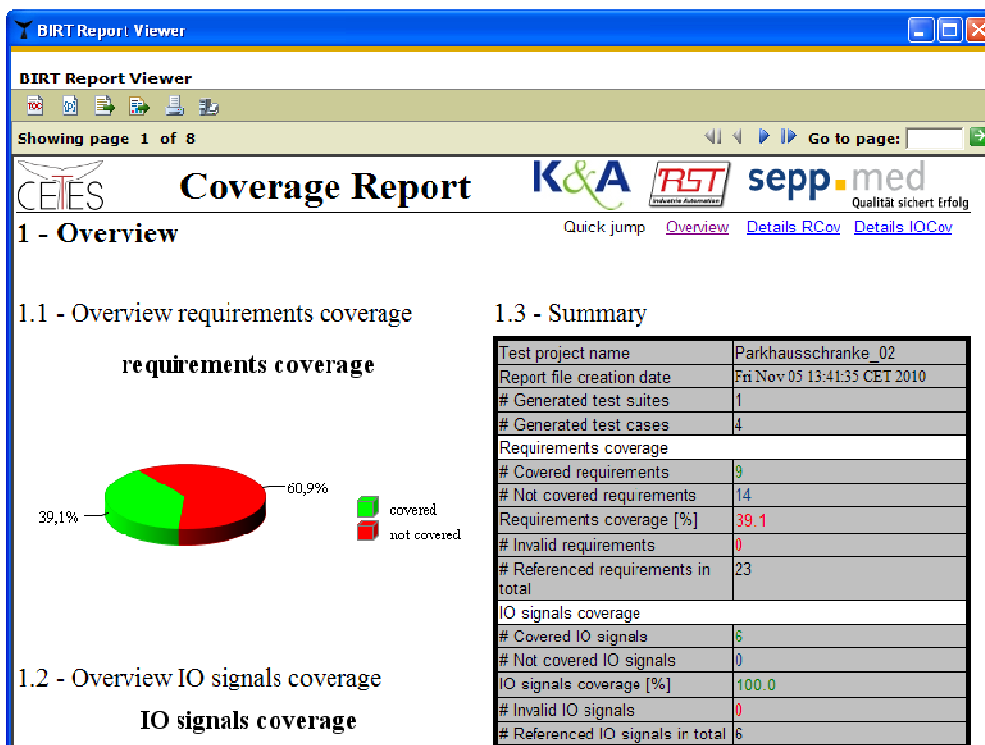 BIRT Report Viewer
BIRT Report Viewer
TOC
Showing page 1 of 8
Go to page:
CETES
Coverage Report
K&A
RST
Industrie Automation
sepp.med
Qualität sichert Erfolg
1 - Overview
Quick jump Overview Details RCov Details IOCov
1.1 - Overview requirements coverage
requirements coverage
60,9%
39,1%
covered
not covered
1.2 - Overview IO signals coverage
IO signals coverage
1.3 - Summary
Test project name Parkhausschranke_02
Report file creation date Fri Nov 05 13:41:35 CET 2010
# Generated test suites 1
# Generated test cases 4
Requirements coverage
# Covered requirements 9
# Not covered requirements 14
Requirements coverage [%] 39.1
# Invalid requirements 0
# Referenced requirements in 23
total
IO signals coverage
# Covered IO signals 6
# Not covered IO signals 0
IO signals coverage [%] 100.0
# Invalid IO signals 0
# Referenced IO signals in total 6